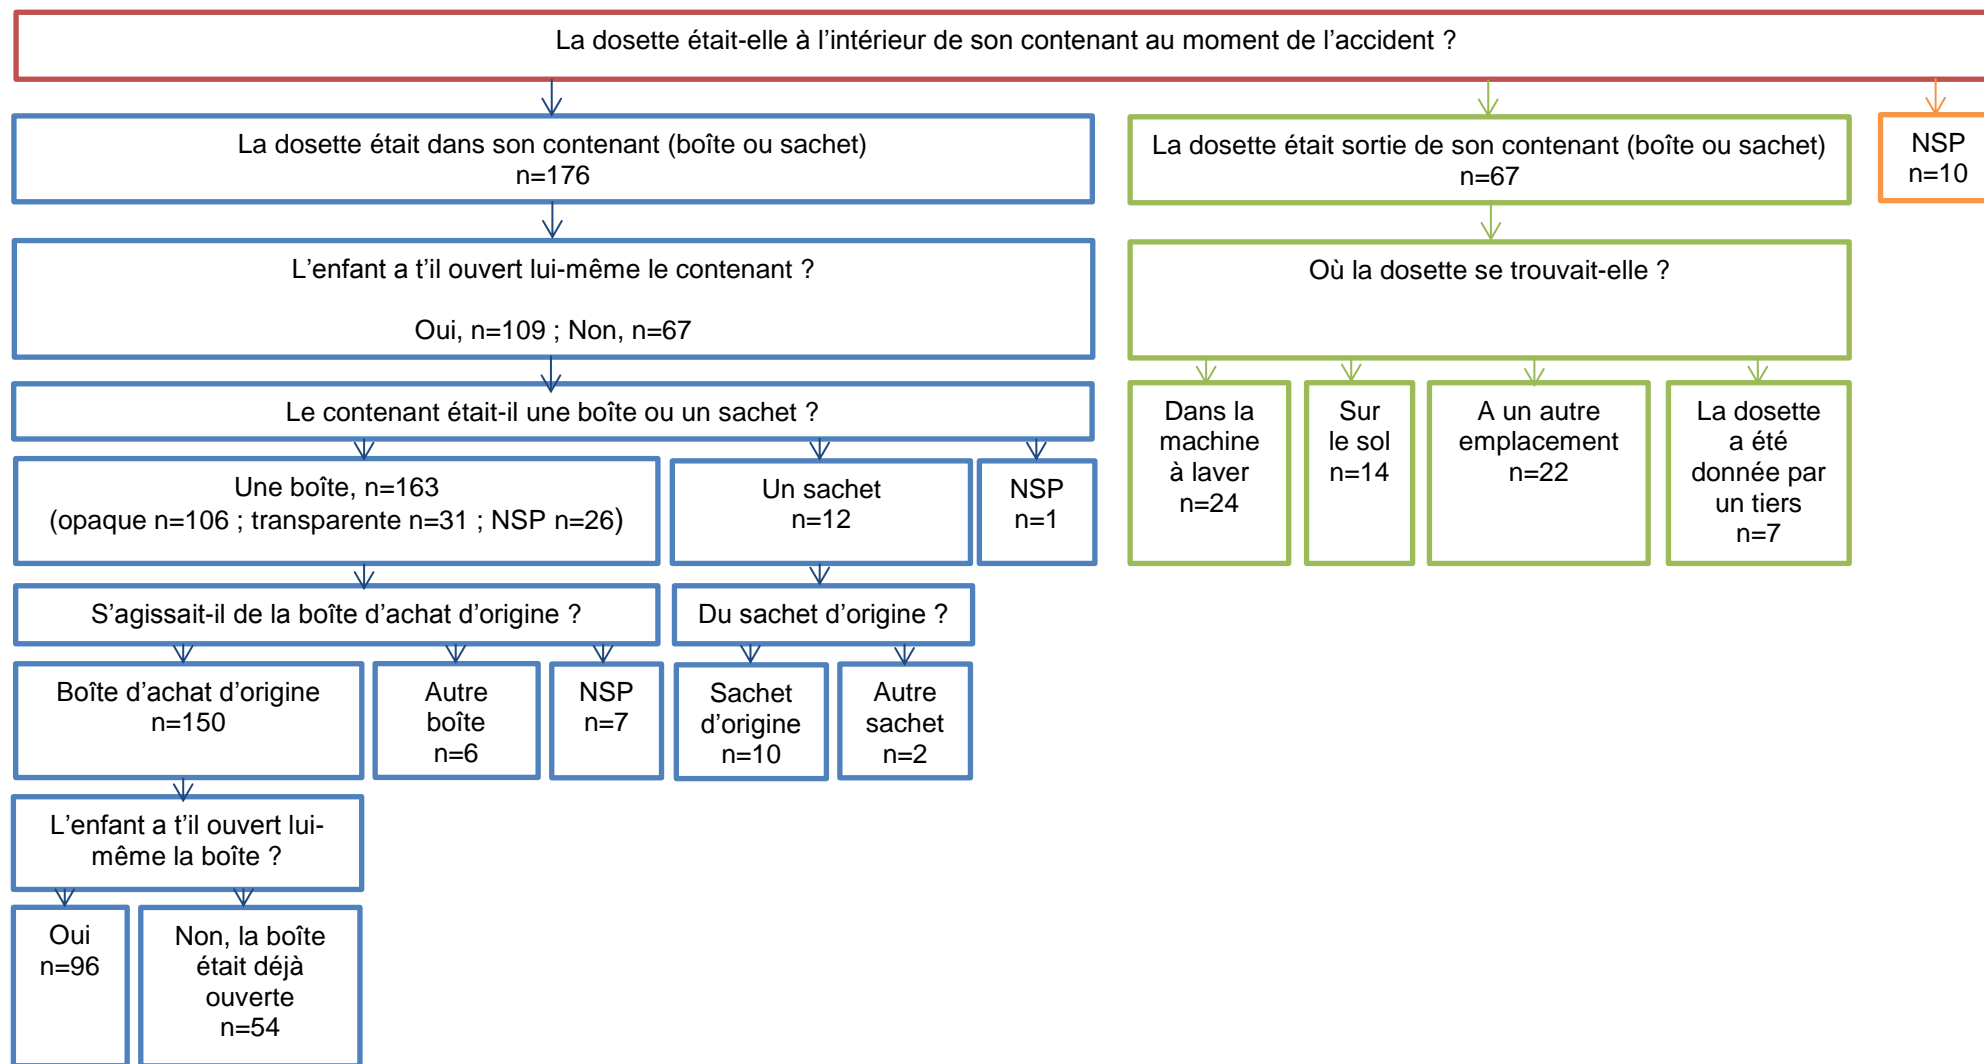 La dosette était-elle à l'intérieur de son contenant au moment de l'accident ?
La dosette était dans son contenant (boîte ou sachet)
n=176
La dosette était sortie de son contenant (boîte ou sachet)
n=67
NSP
n=10
L'enfant a t'il ouvert lui-même le contenant ?
Oui, n=109 ; Non, n=67
Où la dosette se trouvait-elle ?
Le contenant était-il une boîte ou un sachet ?
Dans la
machine
à laver
n=24
Sur
le sol
n=14
A un autre
emplacement
n=22
La dosette
a été
donnée par
un tiers
n=7
Une boîte, n=163
(opaque n=106 ; transparente n=31 ; NSP n=26)
Un sachet
n=12
NSP
n=1
S'agissait-il de la boîte d'achat d'origine ?
Du sachet d'origine ?
Boîte d'achat d'origine
n=150
Autre
boîte
n=6
NSP
n=7
Sachet
d'origine
n=10
Autre
sachet
n=2
L'enfant a t'il ouvert lui-
même la boîte ?
Oui
n=96
Non, la boîte
était déjà
ouverte
n=54